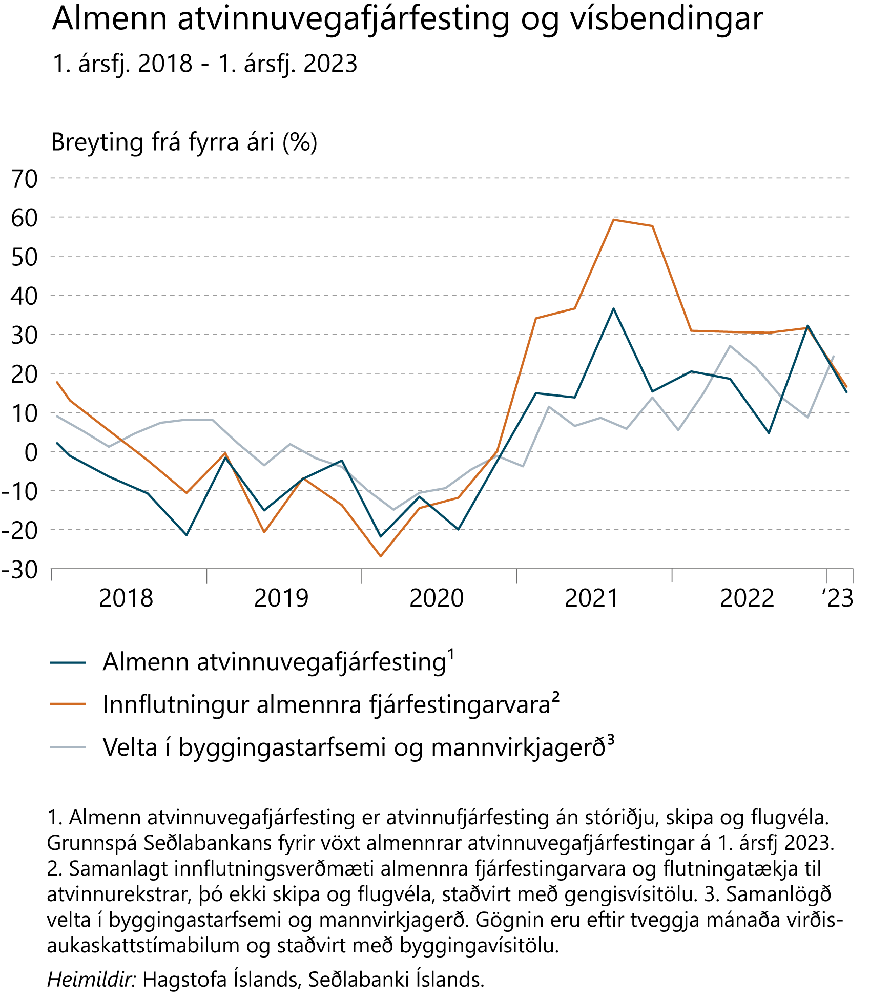 Almenn atvinnuvegafjárfesting og vísbendingar
1. ársfj. 2018 - 1. ársfj. 2023
Breyting frá fyrra ári (%)
70
60
50
40
30
20
10
0
-10
-20
-30
2018 2019 2020 2021 2022 ‘23
Almenn atvinnuvegafjárfesting¹
Innflutningur almennra fjárfestingarvara²
Velta í byggingastarfsemi og mannvirkjagerð³
1. Almenn atvinnuvegafjárfesting er atvinnufjárfesting án stóriðju, skipa og flugvéla.
Grunnspá Seðlabankans fyrir vöxt almennrar atvinnuvegafjárfestingar á 1. ársfj 2023.
2. Samanlagt innflutningsverðmæti almennra fjárfestingarvara og flutningatækja til
atvinnurekstrar, þó ekki skipa og flugvéla, staðvirt með gengisvísitölu. 3. Samanlögð
velta í byggingastarfsemi og mannvirkjagerð. Gögnin eru eftir tveggja mánaða virðis-
aukaskattstímabilum og staðvirt með byggingavísitölu.
Heimildir: Hagstofa Íslands, Seðlabanki Íslands.